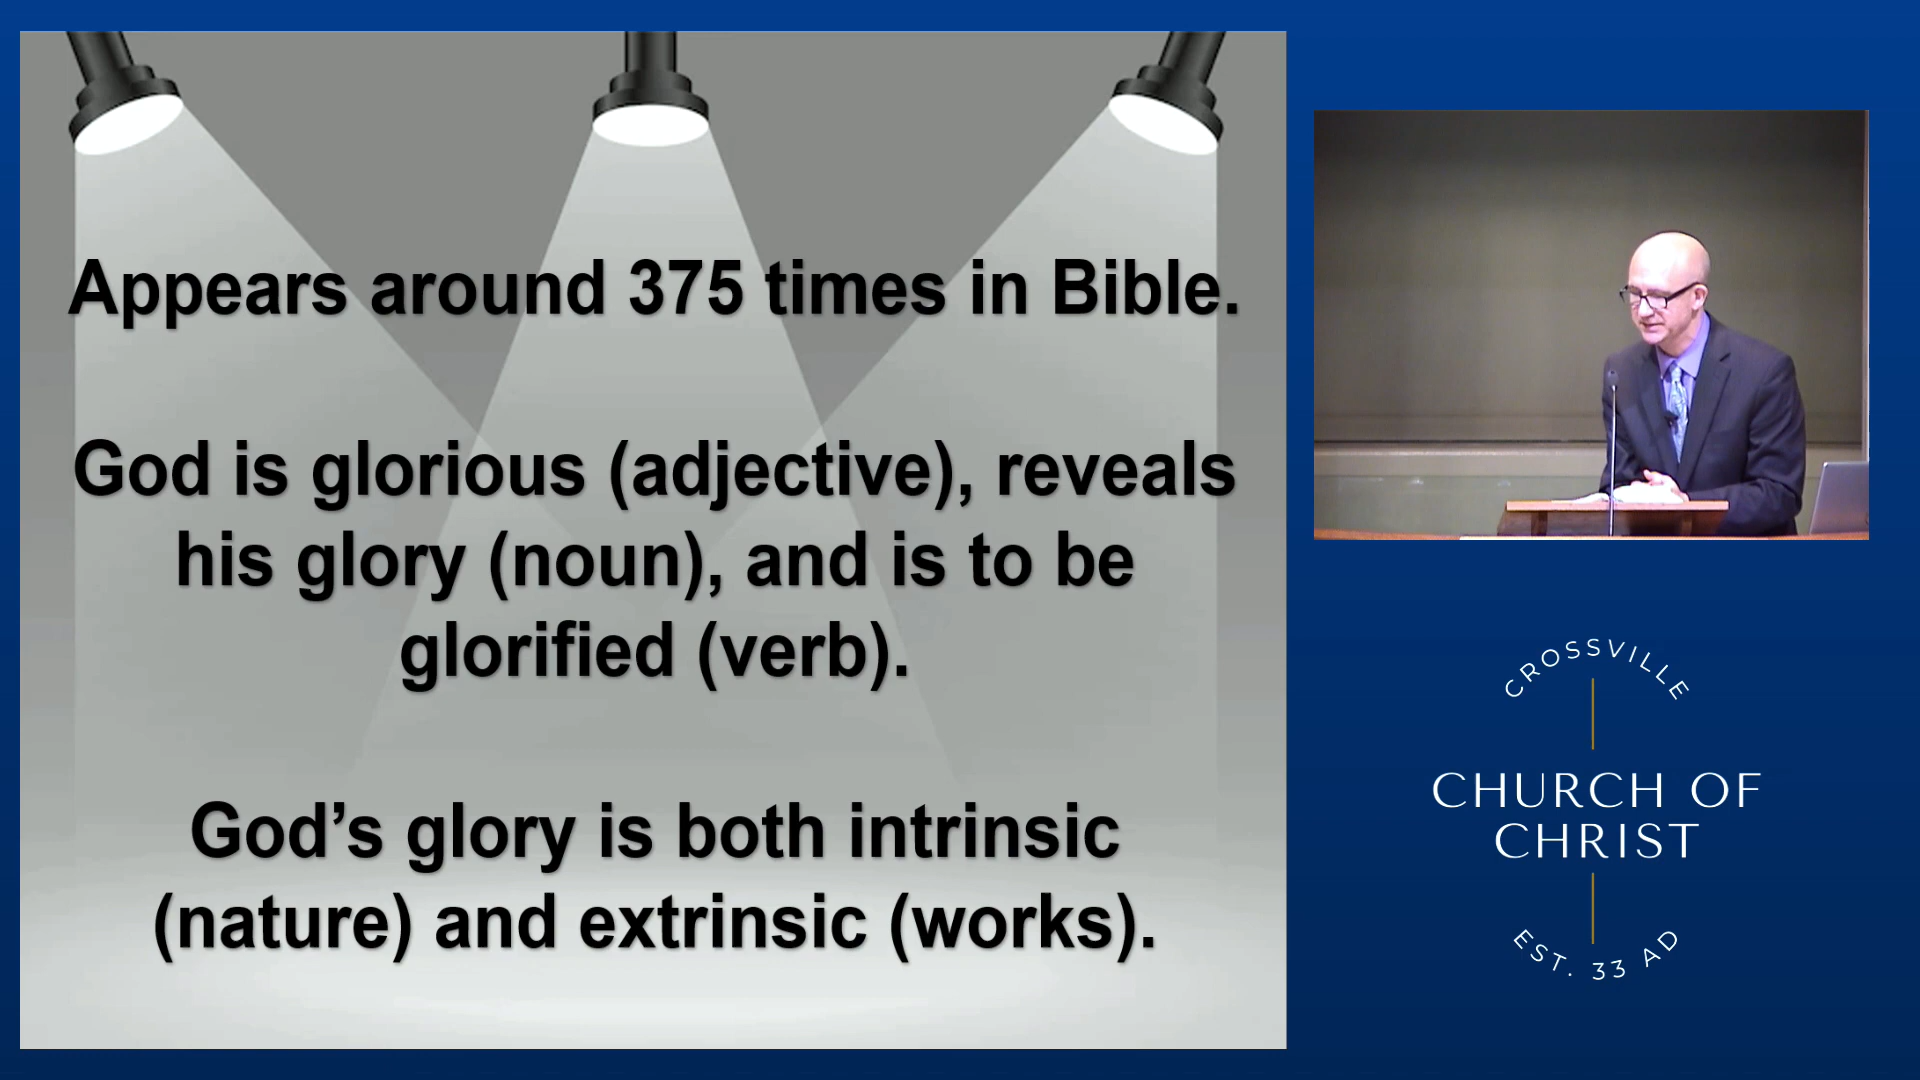 Appears around 375 times in Bible.
God is glorious (adjective), reveals
his glory (noun), and is to be
glorified (verb).
God’s glory is both intrinsic
(nature) and extrinsic (works).
CROSSVILLE
CHURCH OF
CHRIST
EST. 33 AD